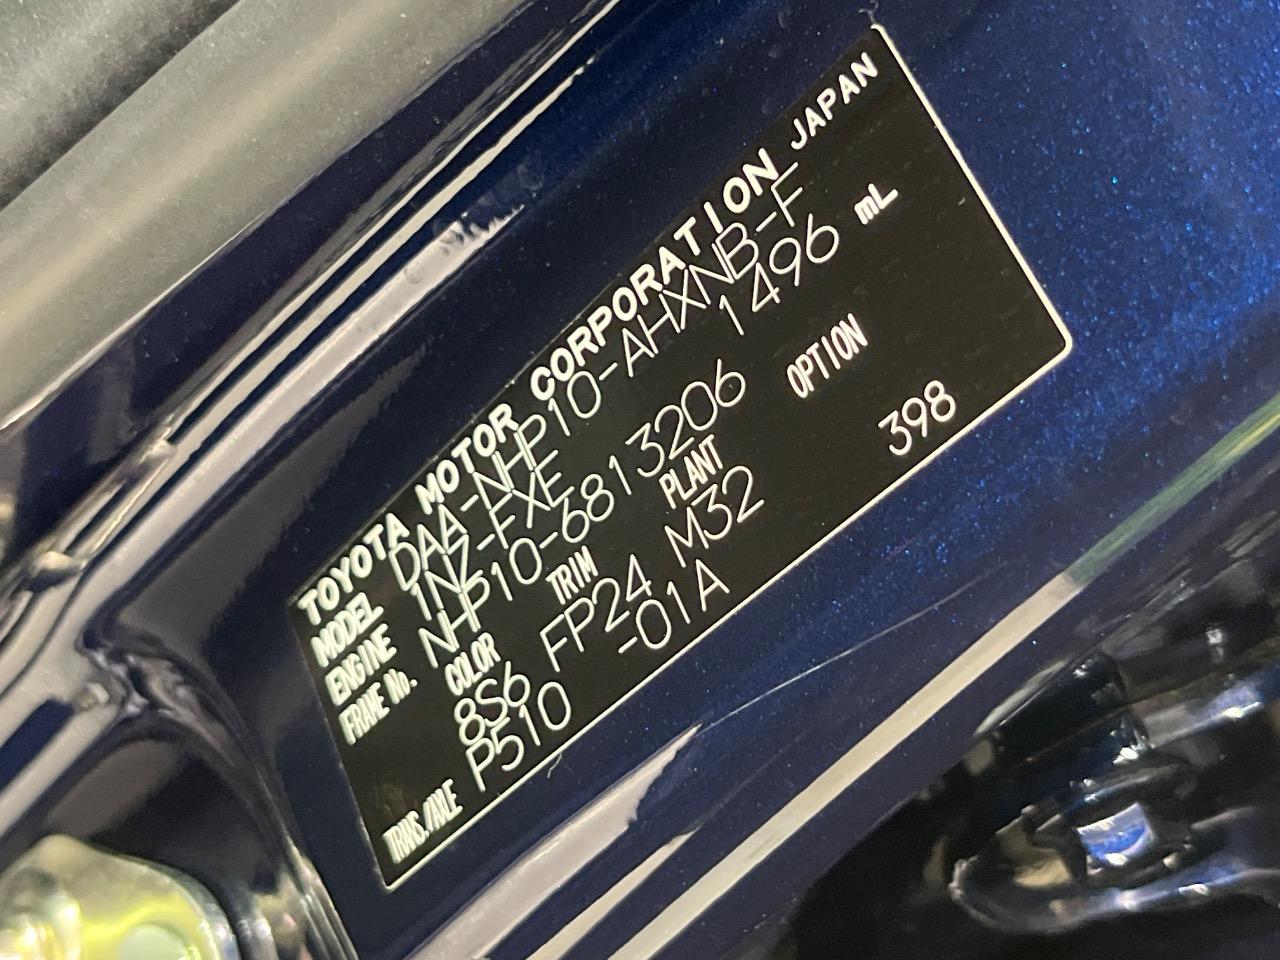 TOYOTA MOTOR CORPORATION JAPAN
MODEL DAA-NHP10-AHXNB-F
ENGINE 1NZ-FXE 1496 mL
FRAME No. NHP10-6813206
COLOR TRIM PLANT OPTION
8S6 FP24 M32 398
TRANS./AXLE P510 -01A